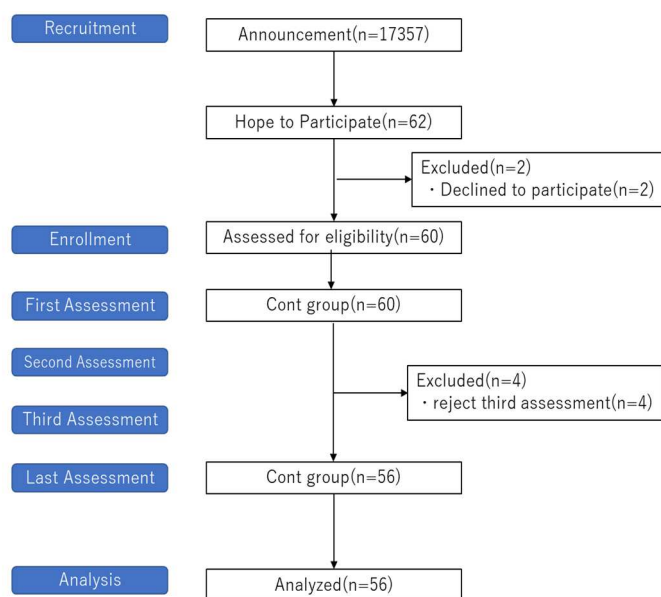 Recruitment
Announcement(n=17357)
Hope to Participate(n=62)
Excluded(n=2)
・Declined to participate(n=2)
Enrollment
Assessed for eligibility(n=60)
First Assessment
Cont group(n=60)
Second Assessment
Excluded(n=4)
・reject third assessment(n=4)
Third Assessment
Last Assessment
Cont group(n=56)
Analysis
Analyzed(n=56)